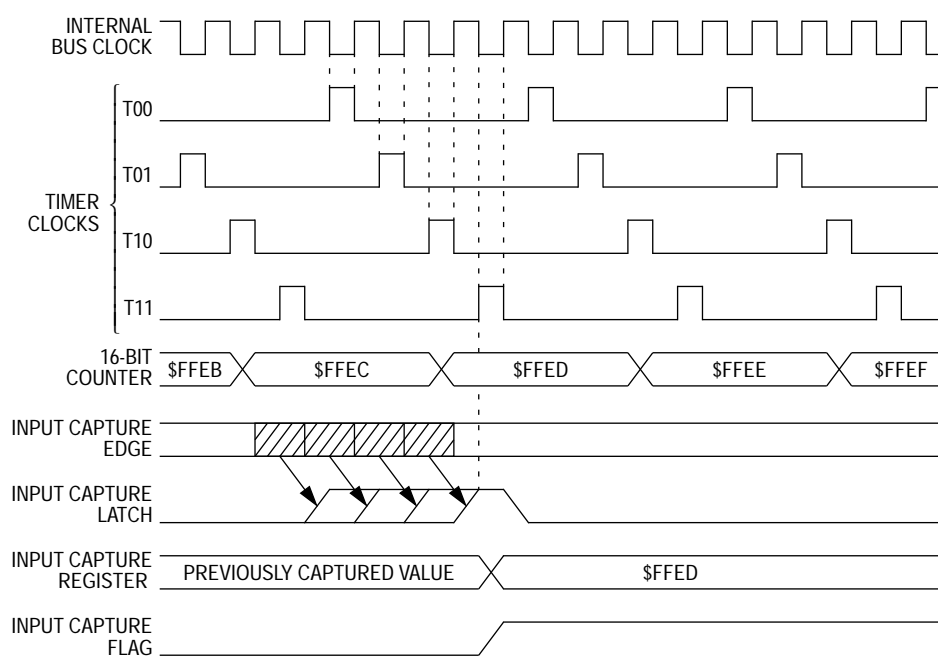 INTERNAL
BUS CLOCK
T00
T01
TIMER
CLOCKS
T10
T11
16-BIT
COUNTER
$FFEB
$FFEC
$FFED
$FFEE
$FFEF
INPUT CAPTURE
EDGE
INPUT CAPTURE
LATCH
INPUT CAPTURE
REGISTER
PREVIOUSLY CAPTURED VALUE
$FFED
INPUT CAPTURE
FLAG